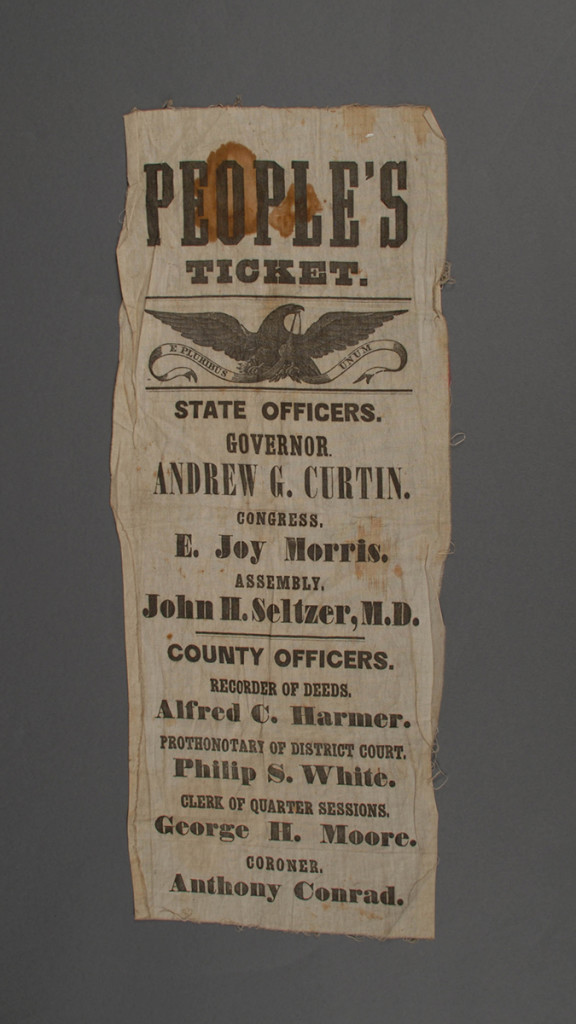 PEOPLE'S
TICKET.
E PLURIBUS UNUM
STATE OFFICERS.
GOVERNOR.
ANDREW G. CURTIN.
CONGRESS.
E. Joy Morris.
ASSEMBLY.
John H. Seltzer, M.D.
COUNTY OFFICERS.
RECORDER OF DEEDS.
Alfred C. Harmer.
PROTHONOTARY OF DISTRICT COURT.
Philip S. White.
CLERK OF QUARTER SESSIONS.
George H. Moore.
CORONER.
Anthony Conrad.